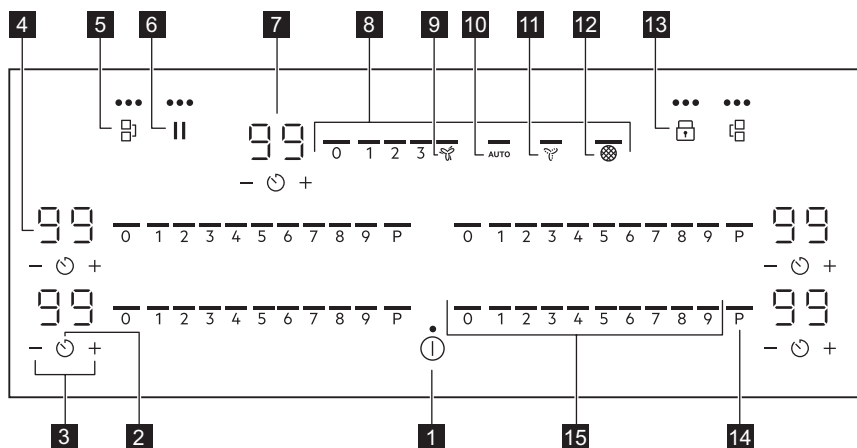 4 5 6 7 8 9 10 11 12 13
99 0 1 2 3 AUTO
− +
99 0 1 2 3 4 5 6 7 8 9 P 0 1 2 3 4 5 6 7 8 9 P 99
− + − +
99 0 1 2 3 4 5 6 7 8 9 P 0 1 2 3 4 5 6 7 8 9 P 99
− + − +
3 2 1 15 14